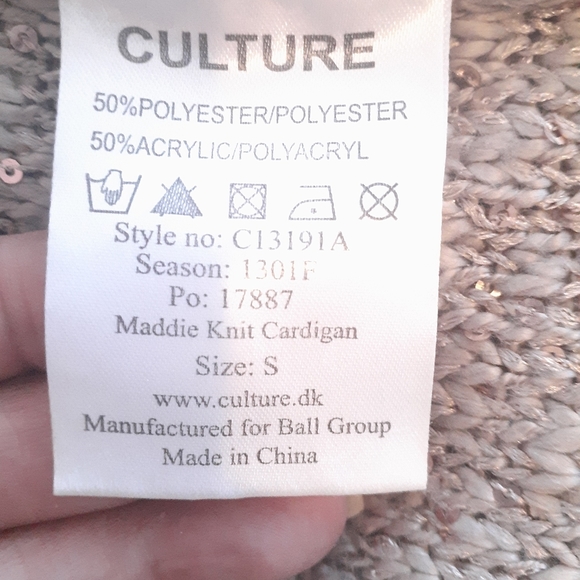 CULTURE
50%POLYESTER/POLYESTER
50%ACRYLIC/POLYACRYL
Style no: C13191A
Season: 1301F
Po: 17887
Maddie Knit Cardigan
Size: S
www.culture.dk
Manufactured for Ball Group
Made in China